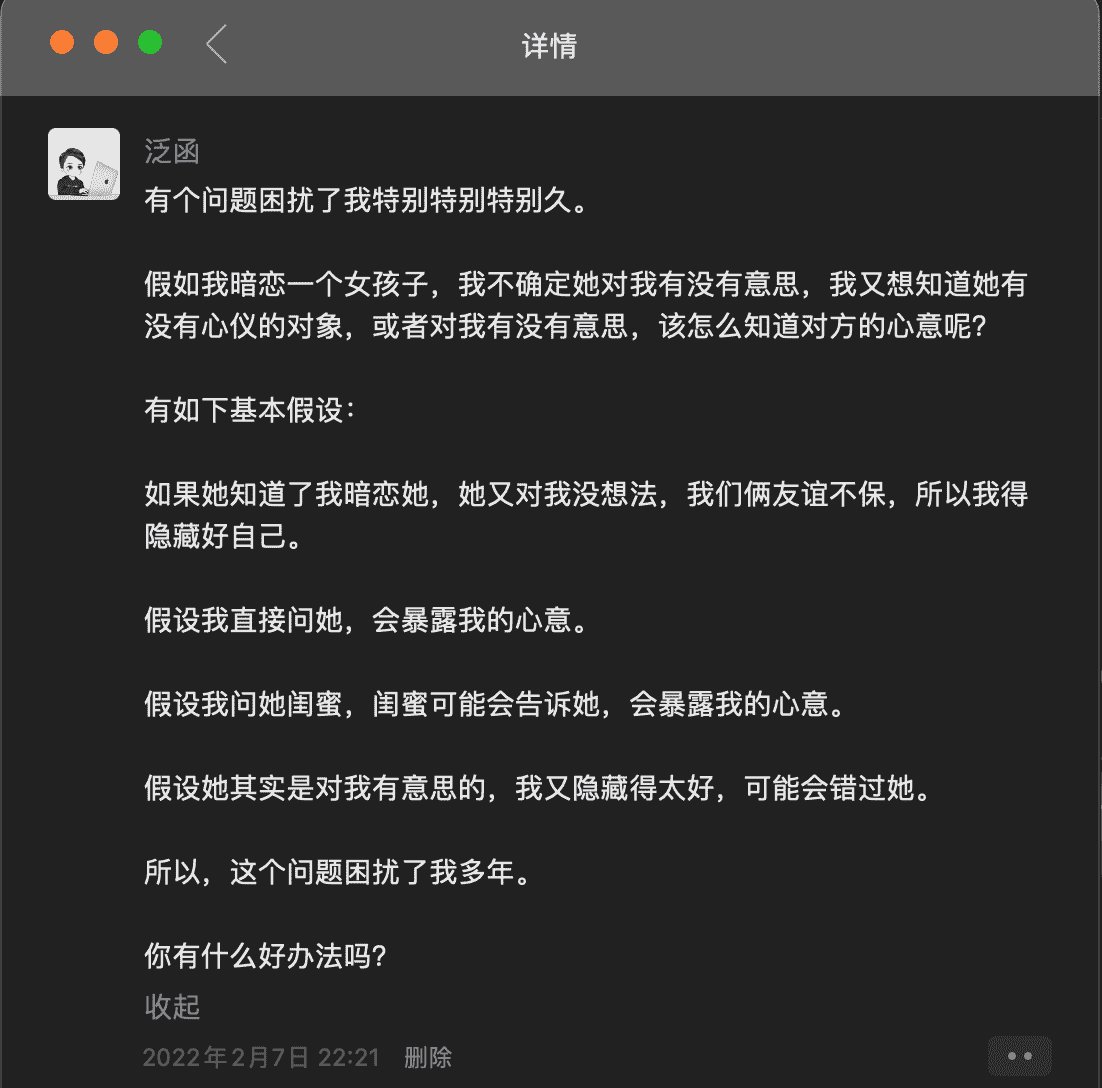 详情
泛函
有个问题困扰了我特别特别特别久。
假如我暗恋一个女孩子，我不确定她对我有没有意思，我又想知道她有
没有心仪的对象，或者对我有没有意思，该怎么知道对方的心意呢？
有如下基本假设：
如果她知道了我暗恋她，她又对我没想法，我们俩友谊不保，所以我得
隐藏好自己。
假设我直接问她，会暴露我的心意。
假设我问她闺蜜，闺蜜可能会告诉她，会暴露我的心意。
假设她其实是对我有意思的，我又隐藏得太好，可能会错过她。
所以，这个问题困扰了我多年。
你有什么好办法吗？
收起
2022年2月7日 22:21 删除